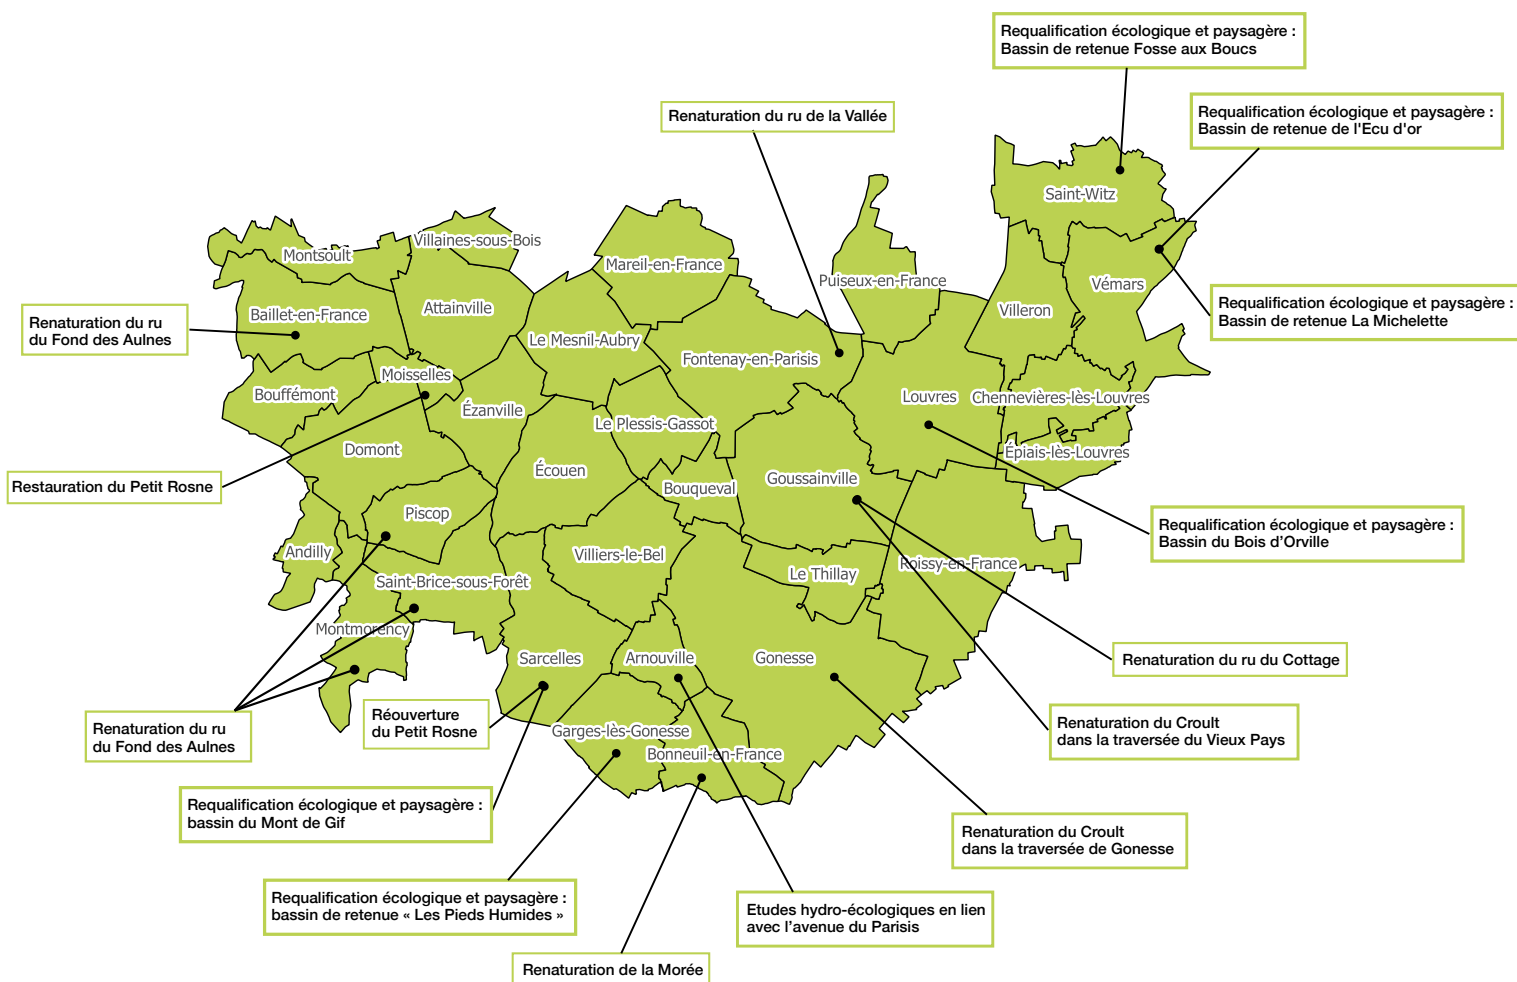 Requalification écologique et paysagère :
Bassin de retenue Fosse aux Boucs
Requalification écologique et paysagère :
Bassin de retenue de l'Ecu d'or
Renaturation du ru de la Vallée
Saint-Witz
Villaines-sous-Bois
Montsoult
Mareil-en-France
Puiseux-en-France
Vémars
Requalification écologique et paysagère :
Bassin de retenue La Michelette
Renaturation du ru
du Fond des Aulnes
Baillet-en-France
Attainville
Villeron
Le Mesnil-Aubry
Fontenay-en-Parisis
Moisselles
Bouffémont
Ézanville
Louvres
Chennevières-lès-Louvres
Le Plessis-Gassot
Domont
Épiais-lès-Louvres
Écouen
Goussainville
Bouqueval
Restauration du Petit Rosne
Piscop
Requalification écologique et paysagère :
Bassin du Bois d’Orville
Andilly
Villiers-le-Bel
Roissy-en-France
Le Thillay
Saint-Brice-sous-Forêt
Montmorency
Sarcelles
Arnouville
Gonesse
Renaturation du ru du Cottage
Renaturation du ru
du Fond des Aulnes
Réouverture
du Petit Rosne
Garges-lès-Gonesse
Bonneuil-en-France
Renaturation du Croult
dans la traversée du Vieux Pays
Requalification écologique et paysagère :
bassin du Mont de Gif
Renaturation du Croult
dans la traversée de Gonesse
Requalification écologique et paysagère :
bassin de retenue « Les Pieds Humides »
Etudes hydro-écologiques en lien
avec l’avenue du Parisis
Renaturation de la Morée